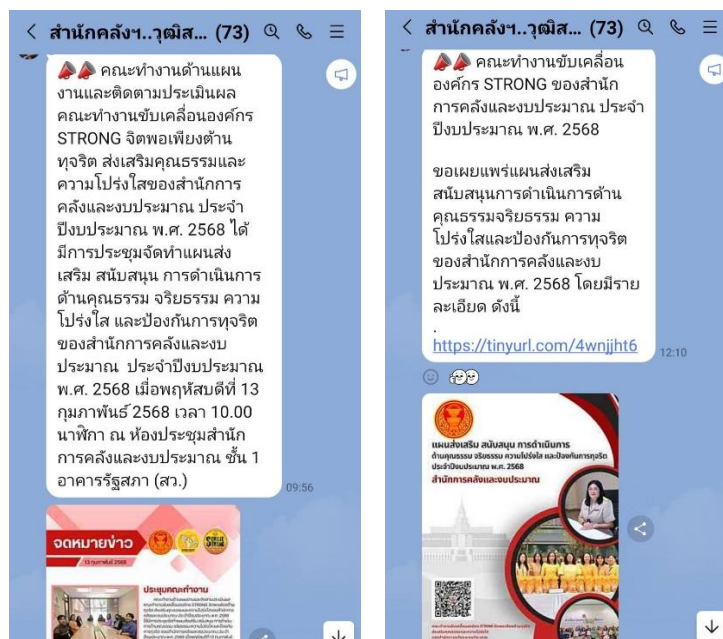 สำนักคลังฯ..วุฒิส... (73)
📣📣 คณะทำงานด้านแผน
งานและติดตามประเมินผล
คณะทำงานขับเคลื่อนองค์กร
STRONG จิตพอเพียงต้าน
ทุจริต ส่งเสริมคุณธรรมและ
ความโปร่งใสของสำนักการ
คลังและงบประมาณ ประจำ
ปีงบประมาณ พ.ศ. 2568 ได้
มีการประชุมจัดทำแผนส่ง
เสริม สนับสนุน การดำเนินการ
ด้านคุณธรรม จริยธรรม ความ
โปร่งใส และป้องกันการทุจริต
ของสำนักการคลังและงบ
ประมาณ ประจำปีงบประมาณ
พ.ศ. 2568 เมื่อพฤหัสบดีที่ 13
กุมภาพันธ์ 2568 เวลา 10.00
นาฬิกา ณ ห้องประชุมสำนัก
การคลังและงบประมาณ ชั้น 1
อาคารรัฐสภา (สว.)
09:56
จดหมายข่าว
13 กุมภาพันธ์ 2568
ประชุมคณะทำงาน
สำนักคลังฯ..วุฒิส... (73)
📣📣 คณะทำงานขับเคลื่อน
องค์กร STRONG ของสำนัก
การคลังและงบประมาณ ประจำ
ปีงบประมาณ พ.ศ. 2568
ขอเผยแพร่แผนส่งเสริม
สนับสนุนการดำเนินการด้าน
คุณธรรมจริยธรรม ความ
โปร่งใสและป้องกันการทุจริต
ของสำนักการคลังและงบ
ประมาณ พ.ศ. 2568 โดยมีราย
ละเอียด ดังนี้
.
https://tinyurl.com/4wnjjht6
12:10
แผนส่งเสริม สนับสนุน การดำเนินการ
ด้านคุณธรรม จริยธรรม ความโปร่งใส และป้องกันการทุจริต
ประจำปีงบประมาณ พ.ศ. 2568
สำนักการคลังและงบประมาณ